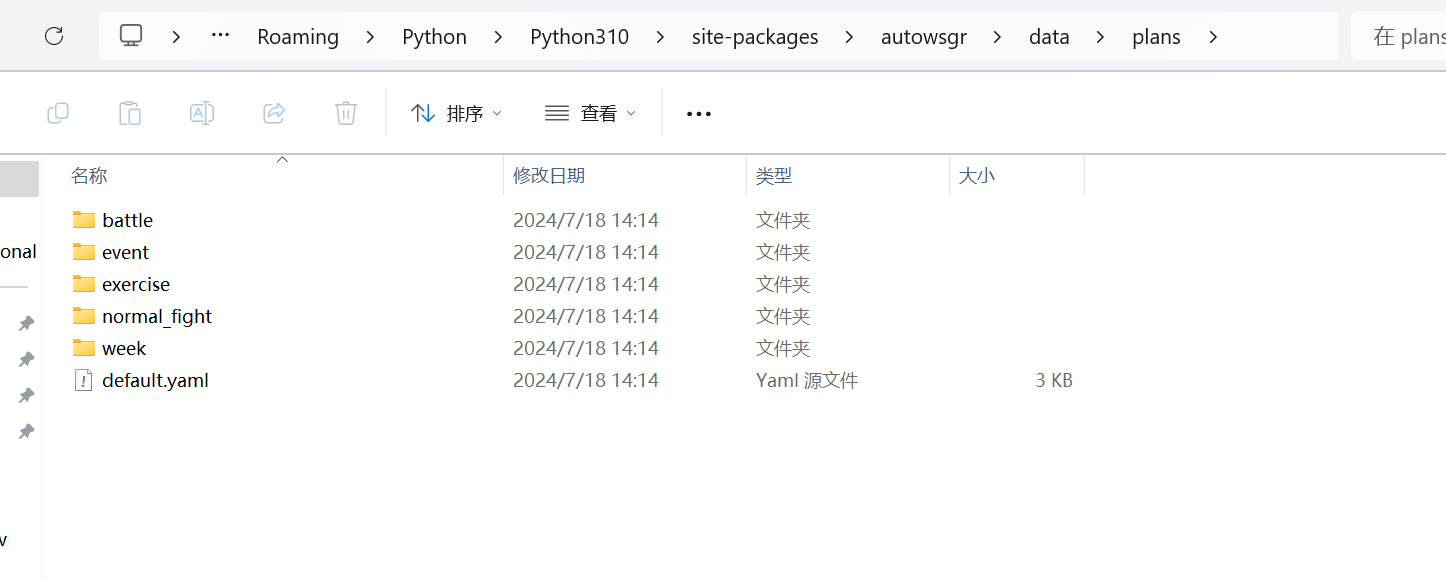 … Roaming Python Python310 site-packages autowsgr data plans 在 plans
排序 查看
名称 修改日期 类型 大小
battle 2024/7/18 14:14 文件夹
event 2024/7/18 14:14 文件夹
onal
exercise 2024/7/18 14:14 文件夹
normal_fight 2024/7/18 14:14 文件夹
week 2024/7/18 14:14 文件夹
default.yaml 2024/7/18 14:14 Yaml 源文件 3 KB